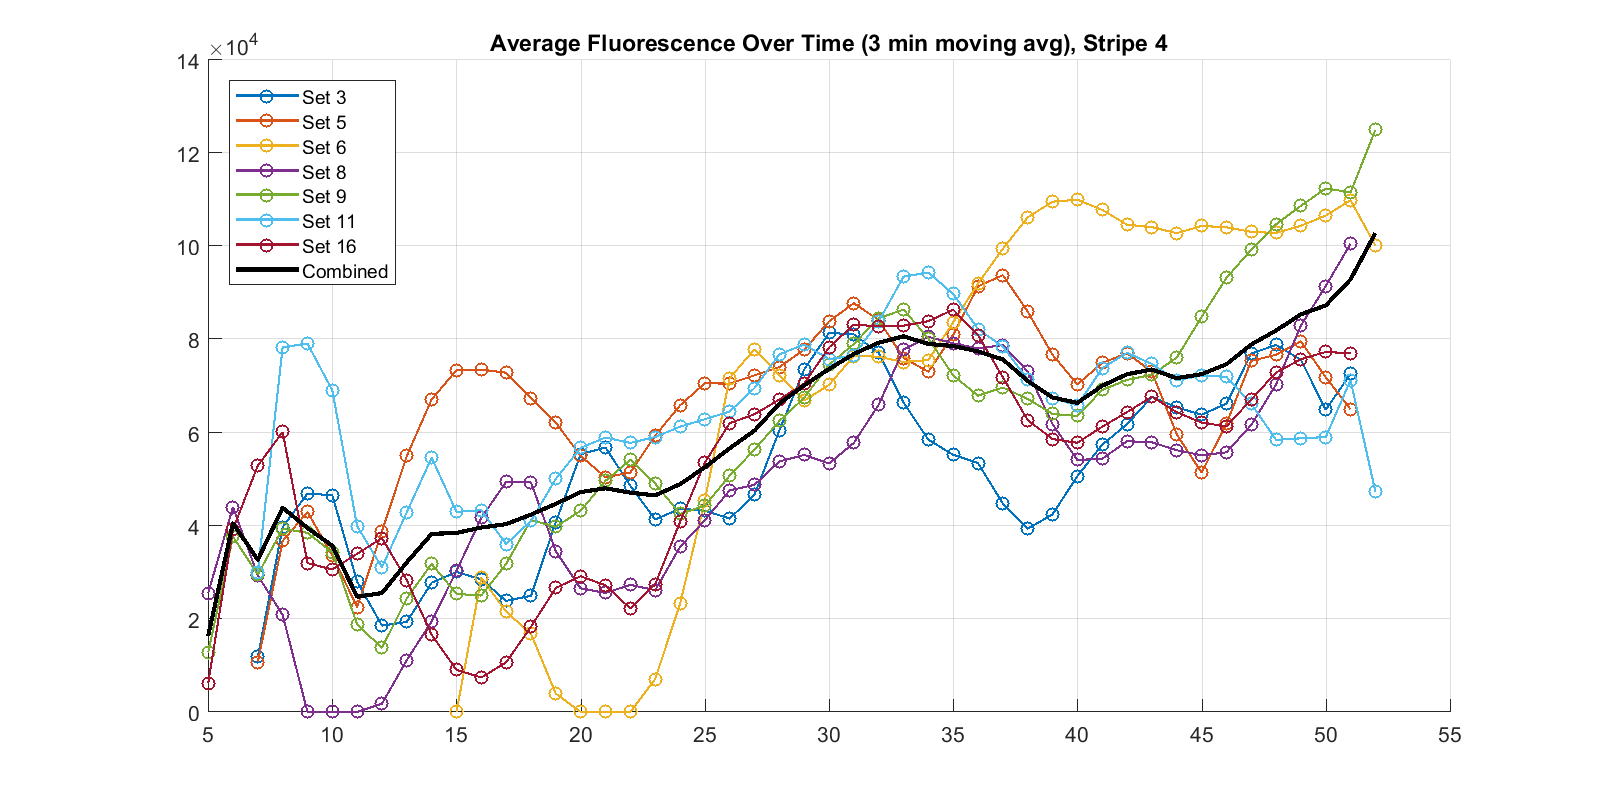 Average Fluorescence Over Time (3 min moving avg), Stripe 4
×10⁴
14
12
10
8
6
4
2
0
Set 3
Set 5
Set 6
Set 8
Set 9
Set 11
Set 16
Combined
5 10 15 20 25 30 35 40 45 50 55